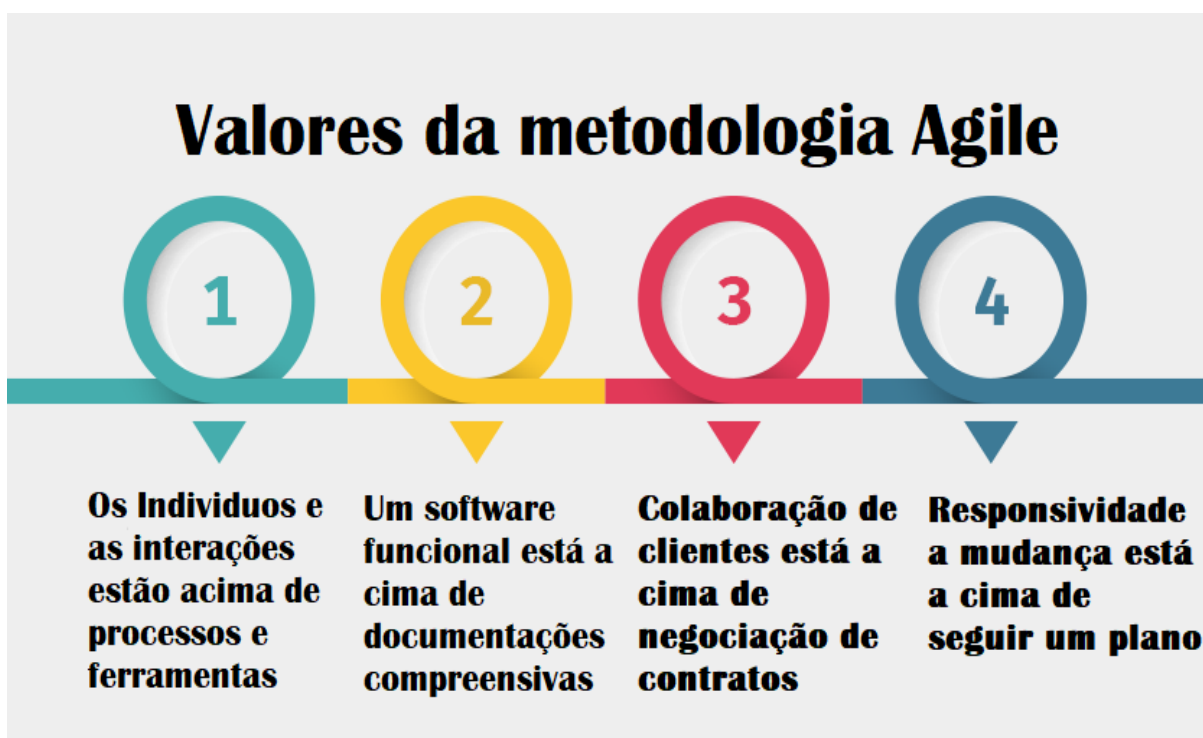 Valores da metodologia Agile
1
2
3
4
Os Individuos e
as interações
estão acima de
processos e
ferramentas
Um software
funcional está a
cima de
documentações
compreensivas
Colaboração de
clientes está a
cima de
negociação de
contratos
Responsividade
a mudança está
a cima de
seguir um plano